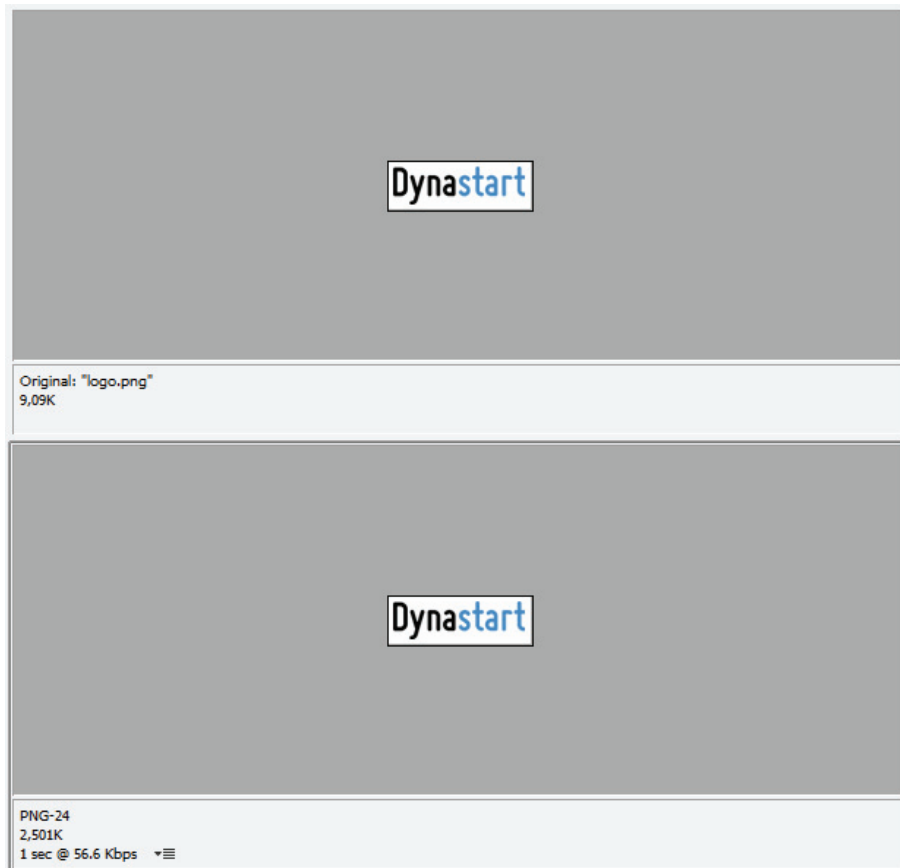 Dynastart
Original: "logo.png"
9,09K
Dynastart
PNG-24
2,501K
1 sec @ 56.6 Kbps